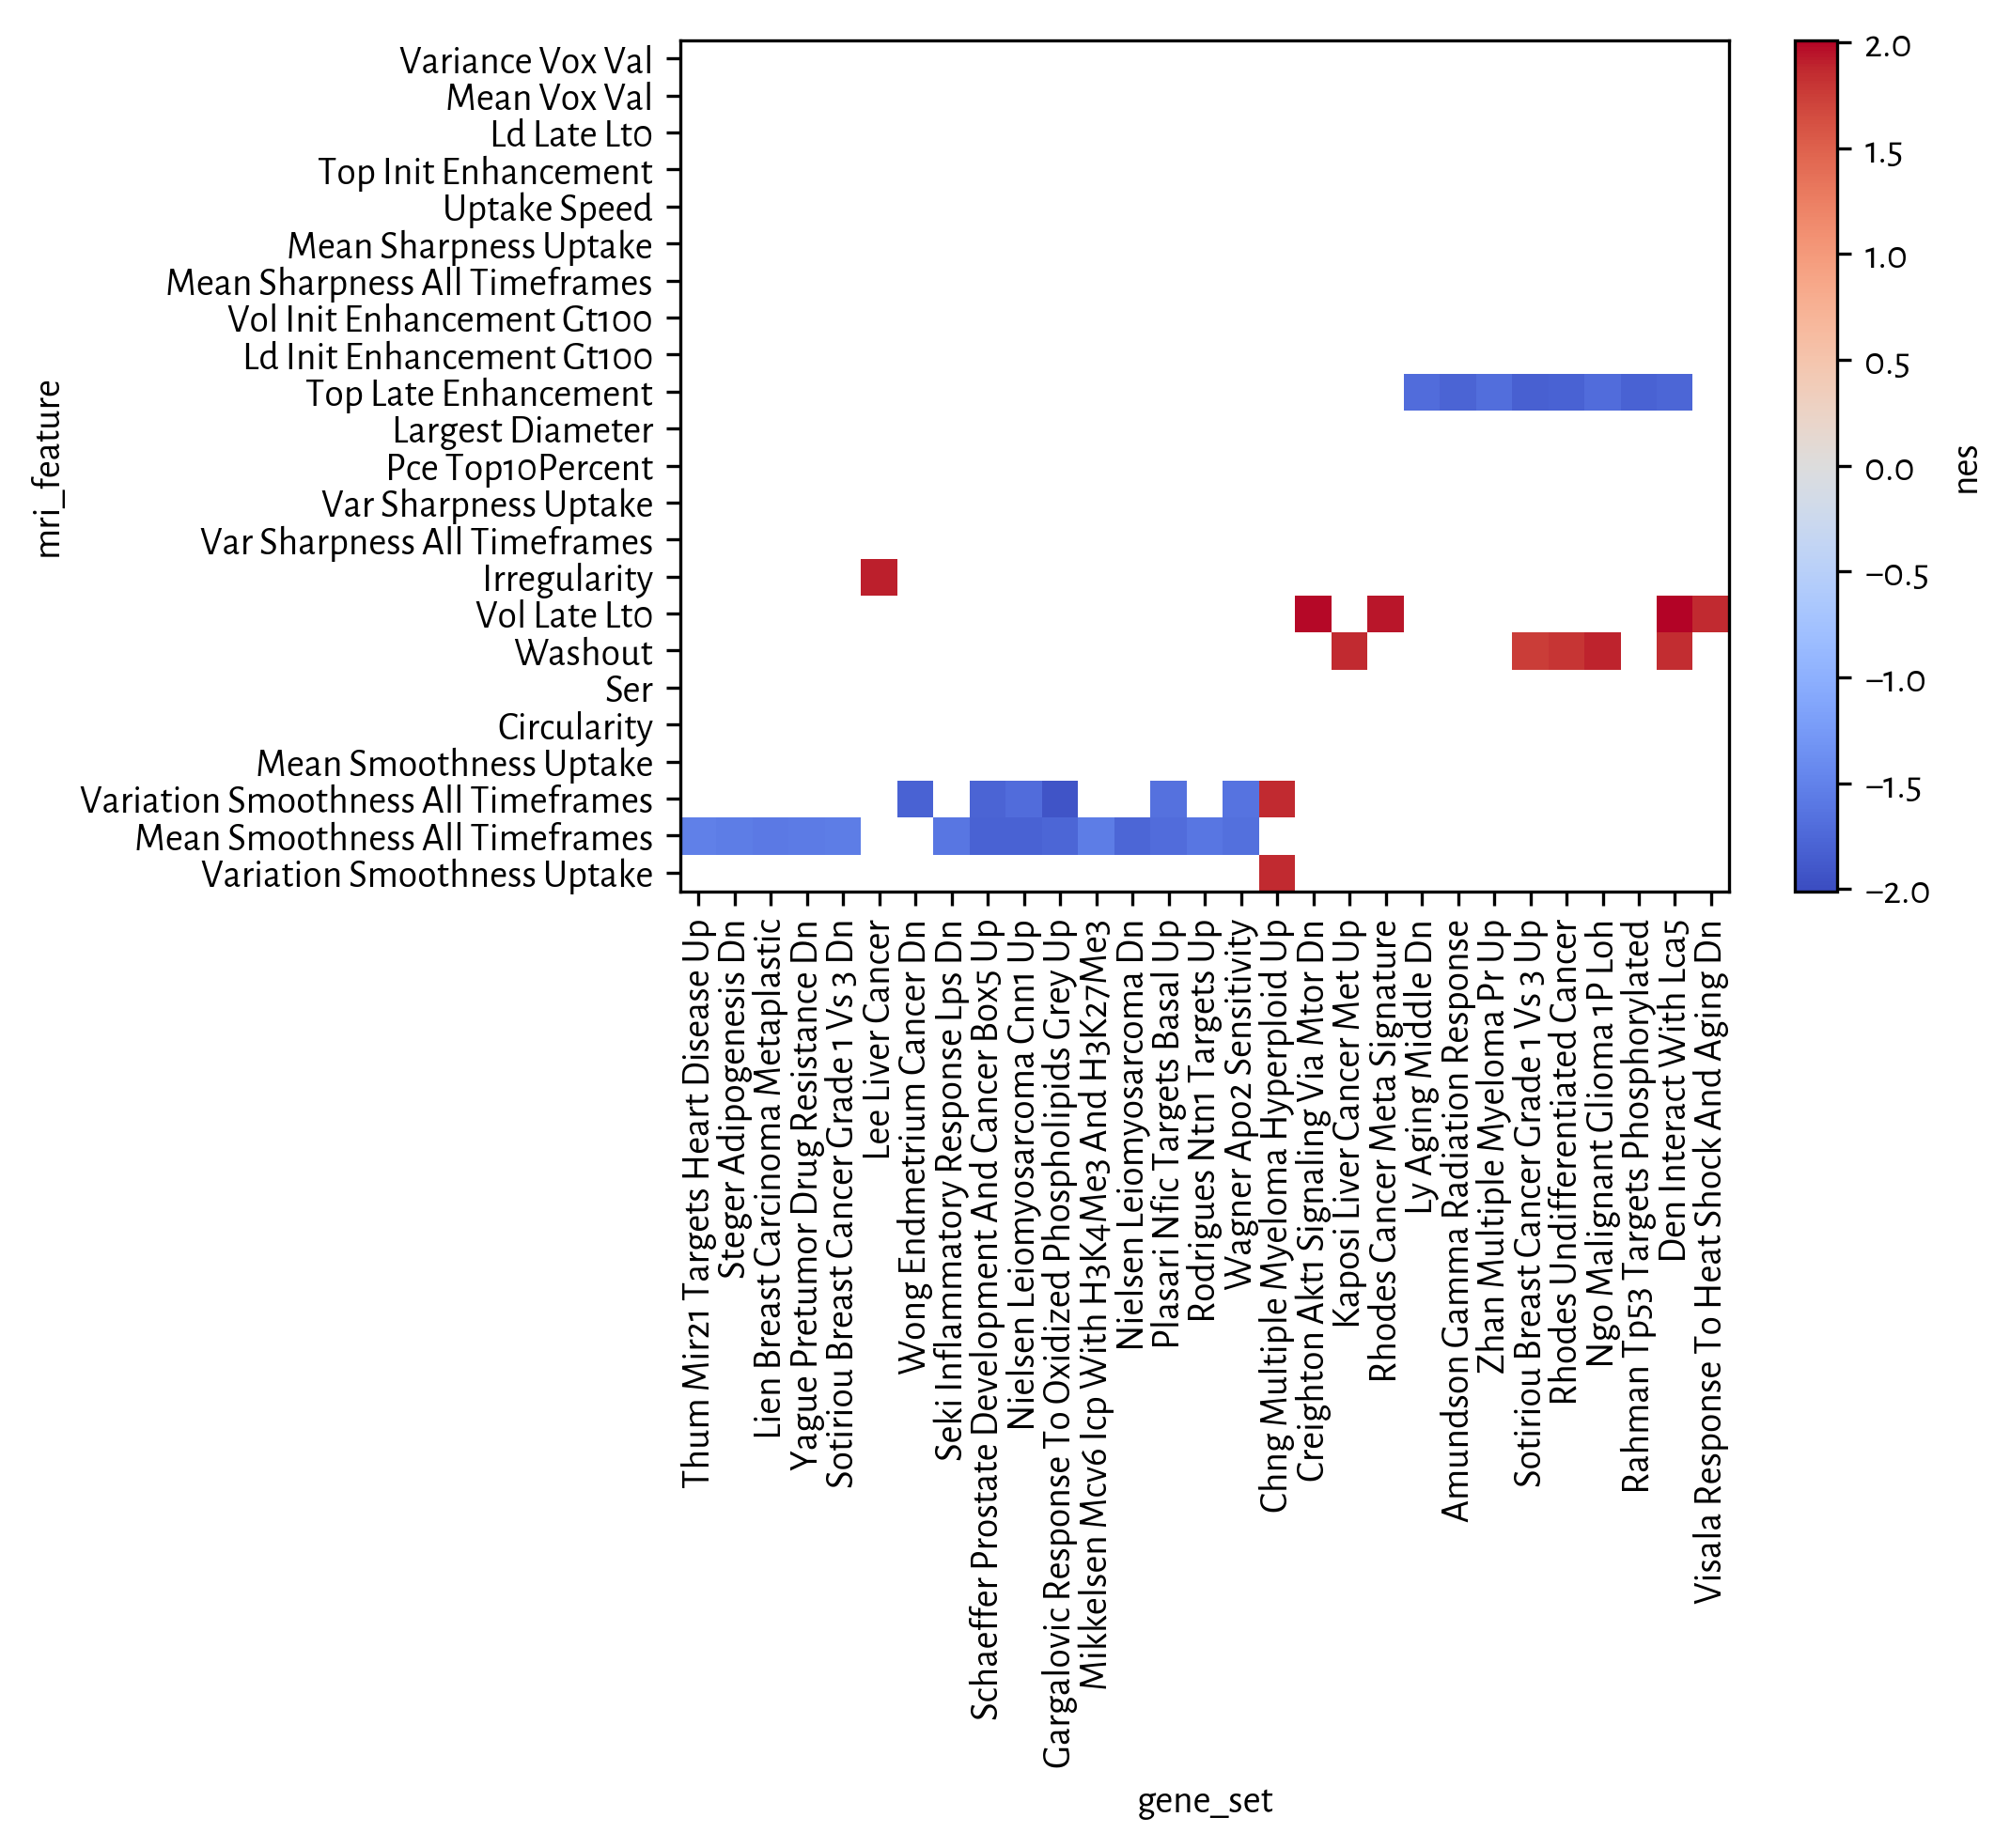 mri_feature
Variance Vox Val
Mean Vox Val
Ld Late Lt0
Top Init Enhancement
Uptake Speed
Mean Sharpness Uptake
Mean Sharpness All Timeframes
Vol Init Enhancement Gt100
Ld Init Enhancement Gt100
Top Late Enhancement
Largest Diameter
Pce Top10Percent
Var Sharpness Uptake
Var Sharpness All Timeframes
Irregularity
Vol Late Lt0
Washout
Ser
Circularity
Mean Smoothness Uptake
Variation Smoothness All Timeframes
Mean Smoothness All Timeframes
Variation Smoothness Uptake
Thum Mir21 Targets Heart Disease Up
Steger Adipogenesis Dn
Lien Breast Carcinoma Metaplastic
Yague Pretumor Drug Resistance Dn
Sotiriou Breast Cancer Grade 1 Vs 3 Dn
Lee Liver Cancer
Wong Endmetrium Cancer Dn
Seki Inflammatory Response Lps Dn
Schaeffer Prostate Development And Cancer Box5 Up
Nielsen Leiomyosarcoma Cnn1 Up
Gargalovic Response To Oxidized Phospholipids Grey Up
Mikkelsen Mcv6 Icp With H3K4Me3 And H3K27Me3
Nielsen Leiomyosarcoma Dn
Plasari Nfic Targets Basal Up
Rodrigues Ntn1 Targets Up
Wagner Apo2 Sensitivity
Chng Multiple Myeloma Hyperploid Up
Creighton Akt1 Signaling Via Mtor Dn
Kaposi Liver Cancer Met Up
Rhodes Cancer Meta Signature
Ly Aging Middle Dn
Amundson Gamma Radiation Response
Zhan Multiple Myeloma Pr Up
Sotiriou Breast Cancer Grade 1 Vs 3 Up
Rhodes Undifferentiated Cancer
Ngo Malignant Glioma 1P Loh
Rahman Tp53 Targets Phosphorylated
Den Interact With Lca5
Visala Response To Heat Shock And Aging Dn
gene_set
2.0
1.5
1.0
0.5
0.0
−0.5
−1.0
−1.5
−2.0
nes